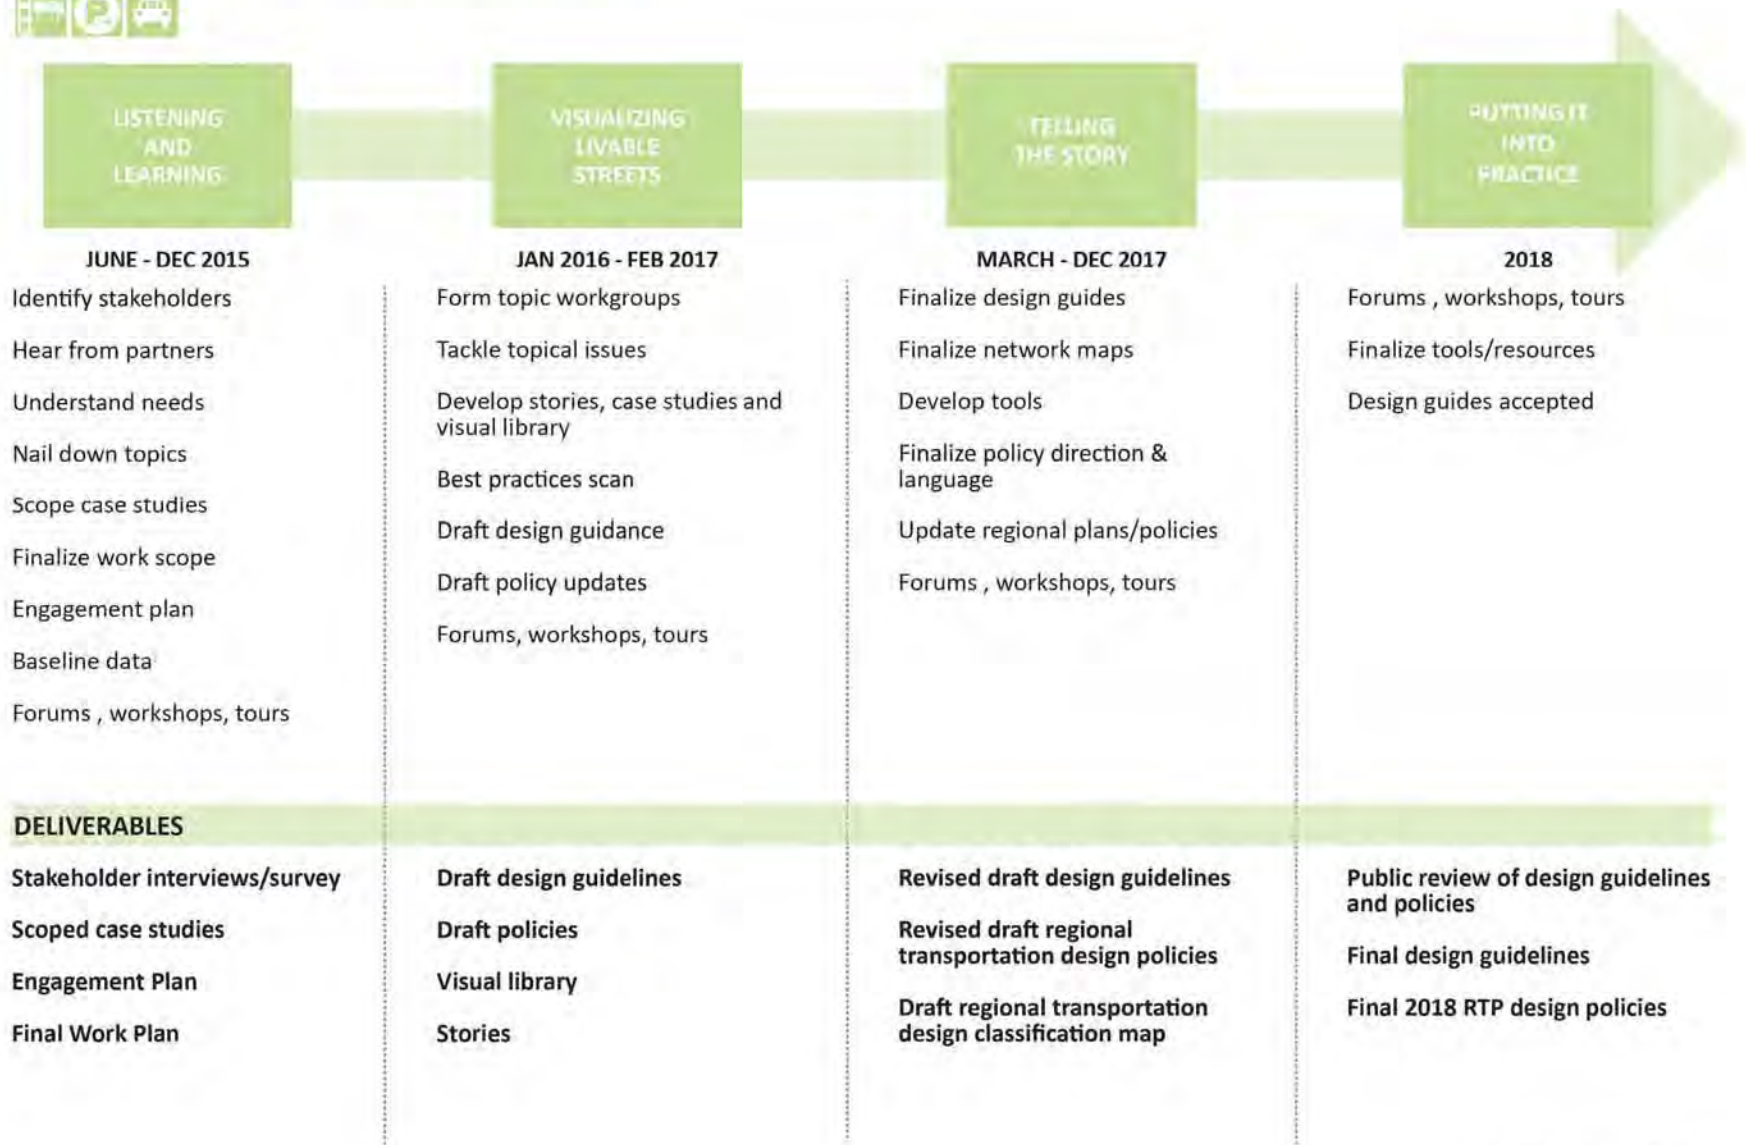 P
LISTENING
AND
LEARNING
VISUALIZING
LIVABLE
STREETS
TELLING
THE STORY
PUTTING IT
INTO
PRACTICE
JUNE - DEC 2015
Identify stakeholders
Hear from partners
Understand needs
Nail down topics
Scope case studies
Finalize work scope
Engagement plan
Baseline data
Forums , workshops, tours
JAN 2016 - FEB 2017
Form topic workgroups
Tackle topical issues
Develop stories, case studies and
visual library
Best practices scan
Draft design guidance
Draft policy updates
Forums, workshops, tours
MARCH - DEC 2017
Finalize design guides
Finalize network maps
Develop tools
Finalize policy direction &
language
Update regional plans/policies
Forums , workshops, tours
2018
Forums , workshops, tours
Finalize tools/resources
Design guides accepted
DELIVERABLES
Stakeholder interviews/survey
Scoped case studies
Engagement Plan
Final Work Plan
Draft design guidelines
Draft policies
Visual library
Stories
Revised draft design guidelines
Revised draft regional
transportation design policies
Draft regional transportation
design classification map
Public review of design guidelines
and policies
Final design guidelines
Final 2018 RTP design policies